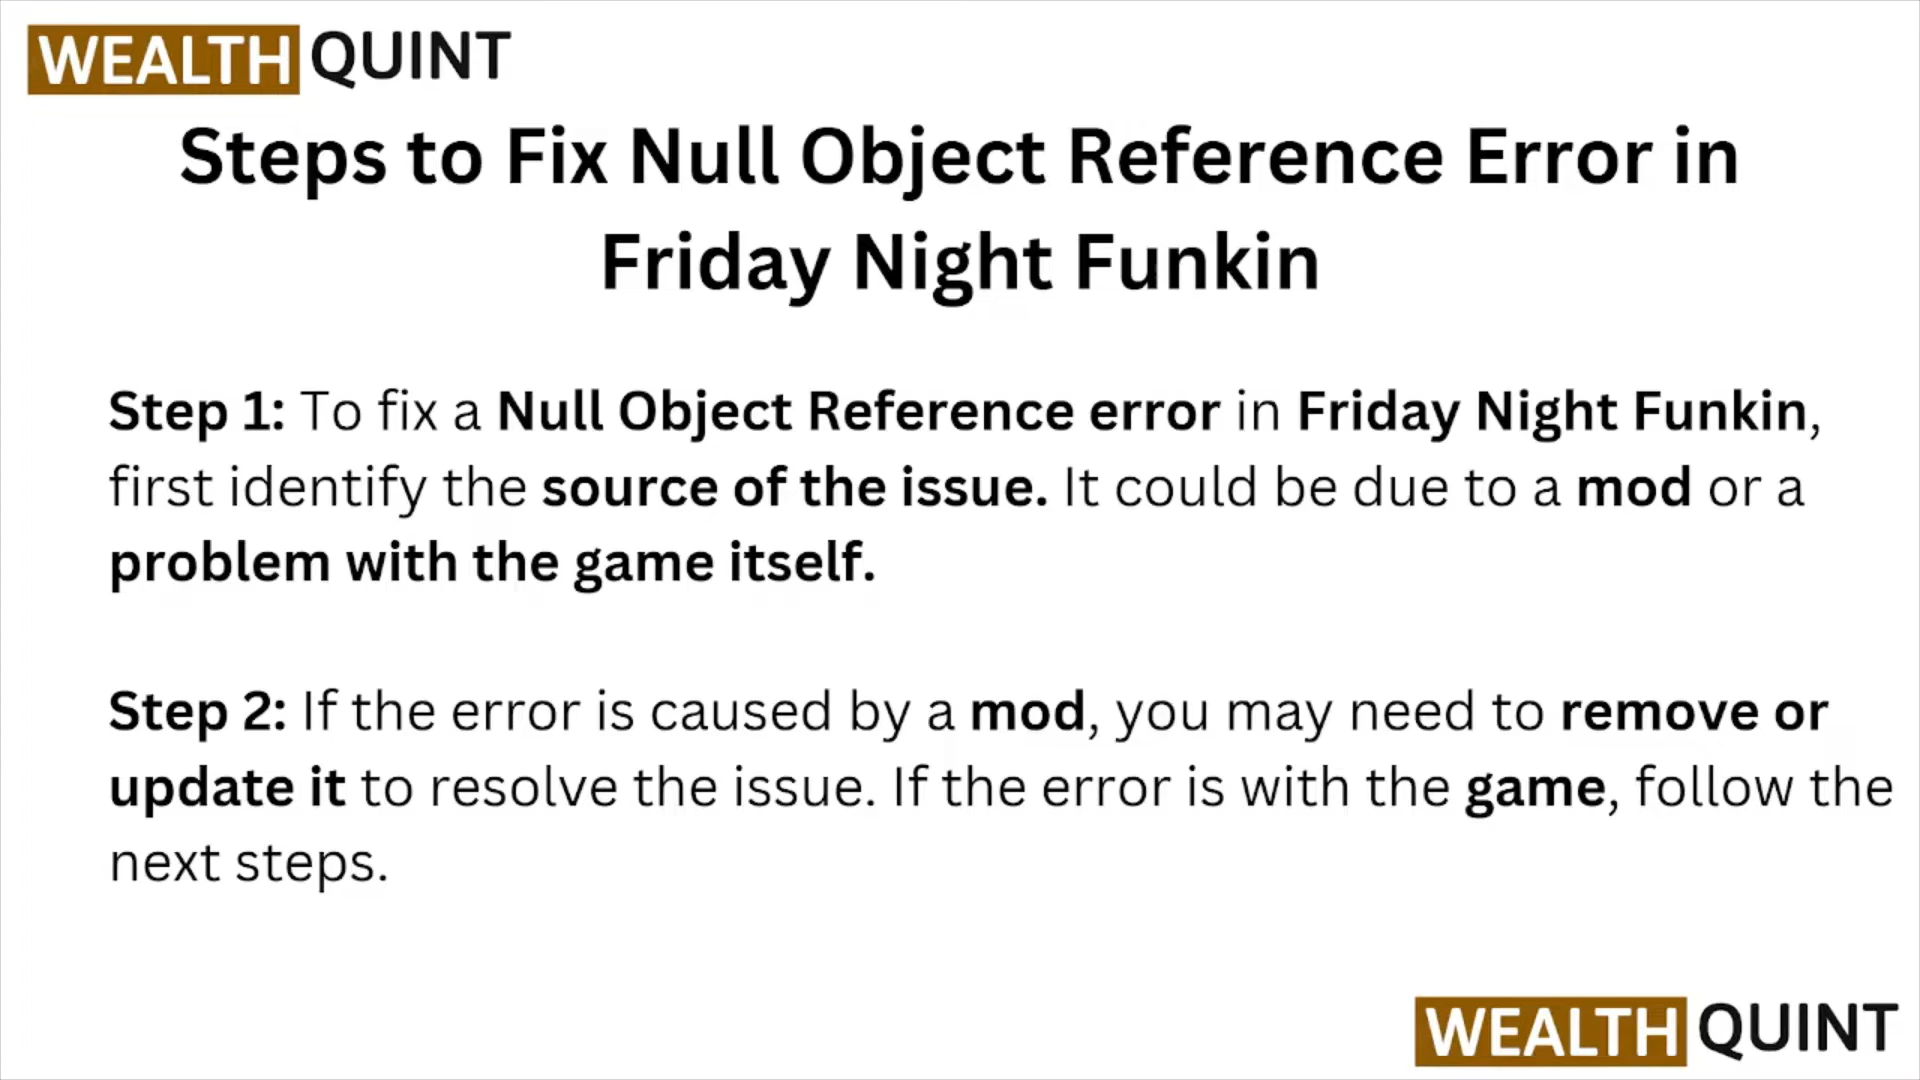 WEALTH QUINT
Steps to Fix Null Object Reference Error in
Friday Night Funkin
Step 1: To fix a Null Object Reference error in Friday Night Funkin,
first identify the source of the issue. It could be due to a mod or a
problem with the game itself.
Step 2: If the error is caused by a mod, you may need to remove or
update it to resolve the issue. If the error is with the game, follow the
next steps.
WEALTH QUINT